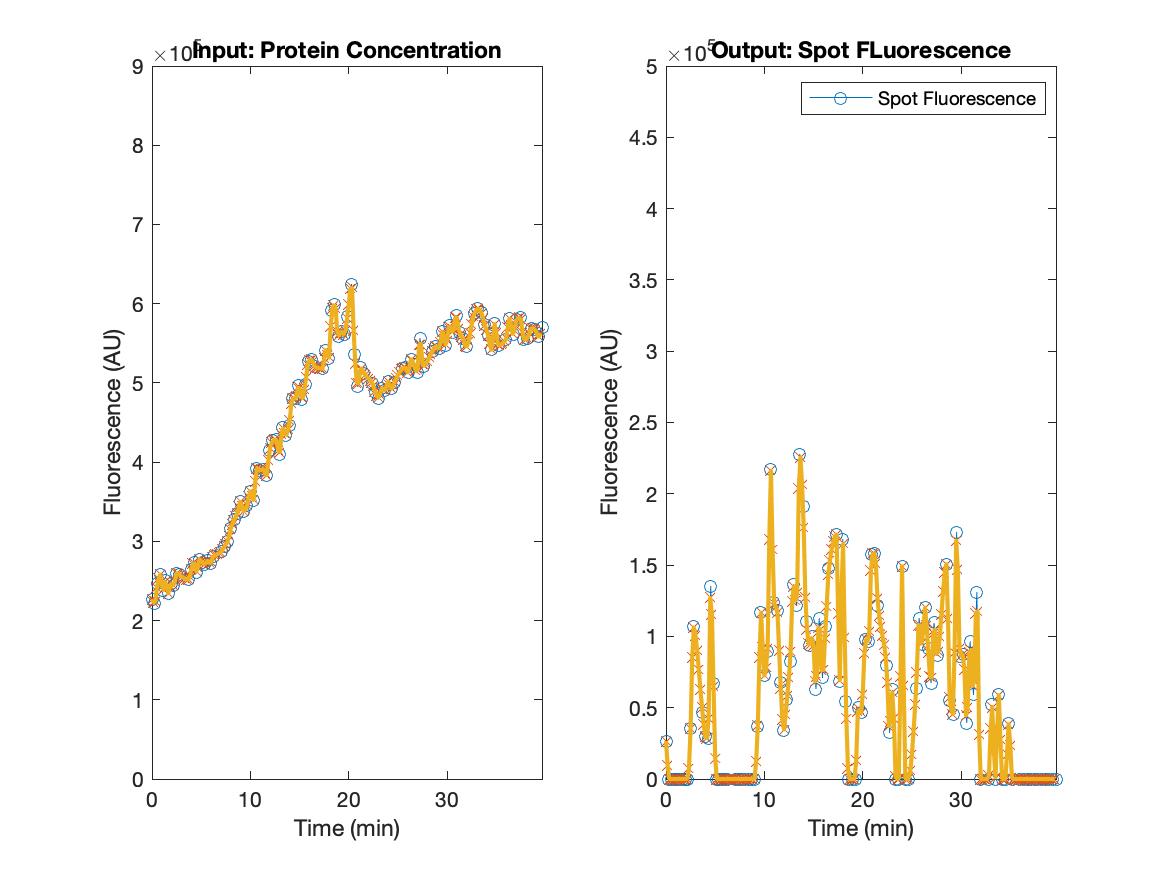 ×10⁵
Input: Protein Concentration
9
8
7
6
5
4
3
2
1
0
Fluorescence (AU)
0 10 20 30
Time (min)
×10⁵
Output: Spot FLuorescence
Spot Fluorescence
5
4.5
4
3.5
3
2.5
2
1.5
1
0.5
0
Fluorescence (AU)
0 10 20 30
Time (min)